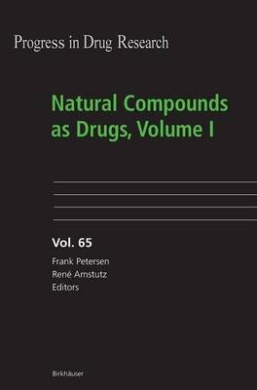 Progress in Drug Research
Natural Compounds
as Drugs, Volume I
Vol. 65
Frank Petersen
René Amstutz
Editors
Birkhäuser